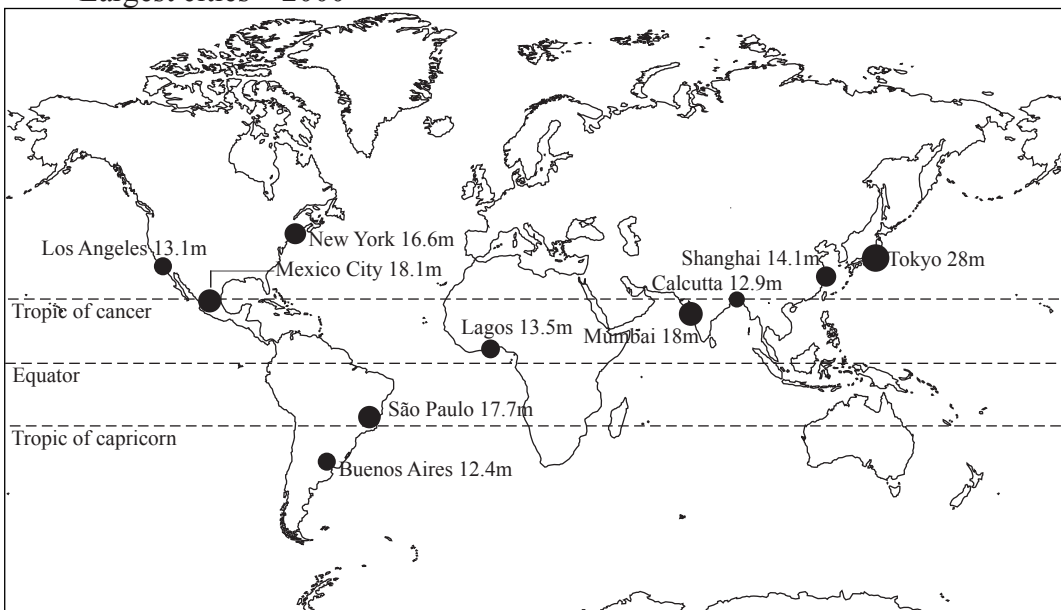 Largest cities – 2000
New York 16.6m
Los Angeles 13.1m
Mexico City 18.1m
Shanghai 14.1m
Tokyo 28m
Calcutta 12.9m
Tropic of cancer
Lagos 13.5m
Mumbai 18m
Equator
São Paulo 17.7m
Tropic of capricorn
Buenos Aires 12.4m